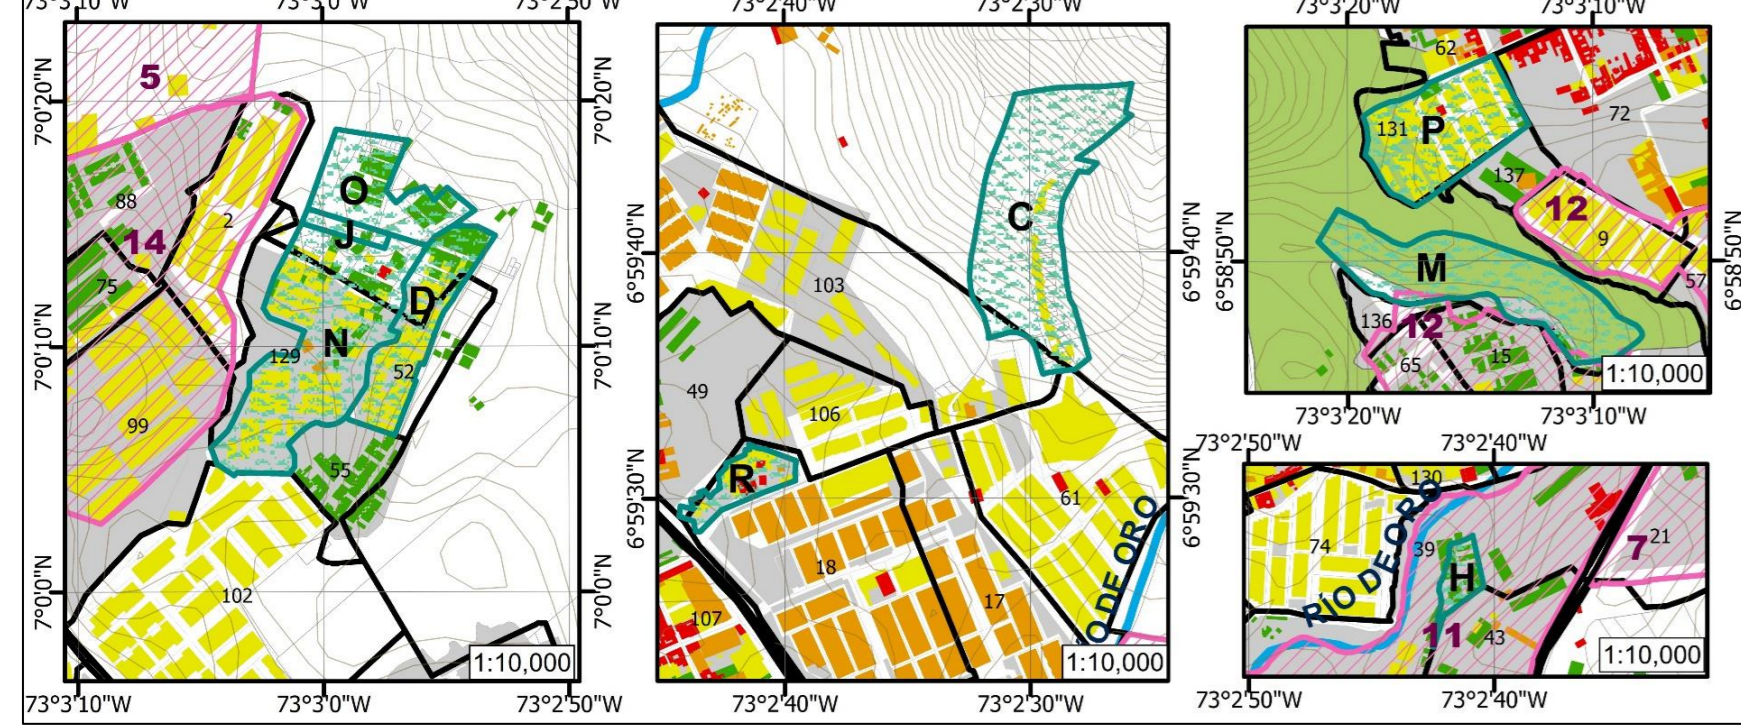 73°3'10"W 73°3'0"W 73°2'50"W
7°0'20"N
7°0'10"N
7°0'0"N
5
88
14
2
75
99
O
J
D
N
129
52
55
102
1:10,000
7°0'20"N
7°0'10"N
7°0'0"N
73°3'10"W 73°3'0"W 73°2'50"W
73°2'40"W 73°2'30"W
6°59'40"N
6°59'30"N
C
103
49
106
R
61
18
17
107
O DE ORO
1:10,000
6°59'40"N
6°59'30"N
73°2'40"W 73°2'30"W
73°3'20"W 73°3'10"W
6°58'50"N
62
72
131
P
137
12
9
57
M
136
12
65
15
1:10,000
6°58'50"N
73°3'20"W 73°3'10"W
73°2'50"W 73°2'40"W
130
74
RÍO DE ORO
39
H
11
43
7
21
1:10,000
73°2'50"W 73°2'40"W